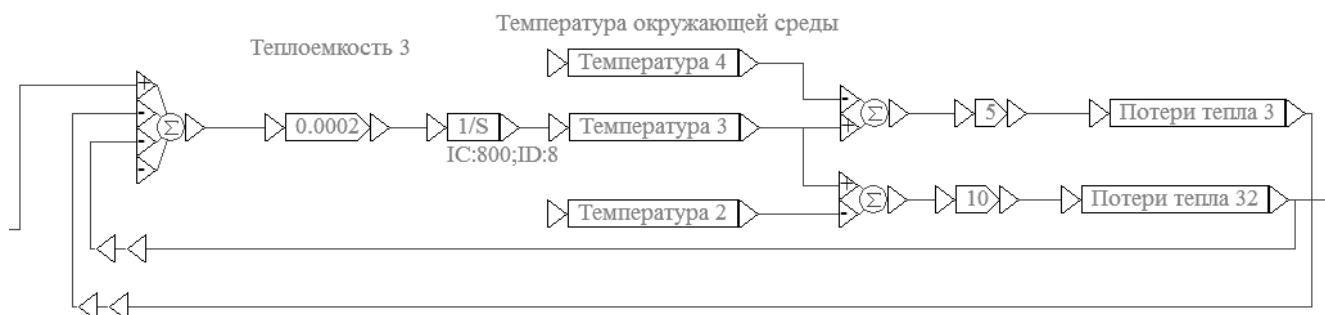 Температура окружающей среды
Теплоемкость 3
Температура 4
+
-
-
-
Σ
0.0002
1/S
IC:800;ID:8
Температура 3
-
+
Σ
5
Потери тепла 3
Температура 2
+
-
Σ
10
Потери тепла 32